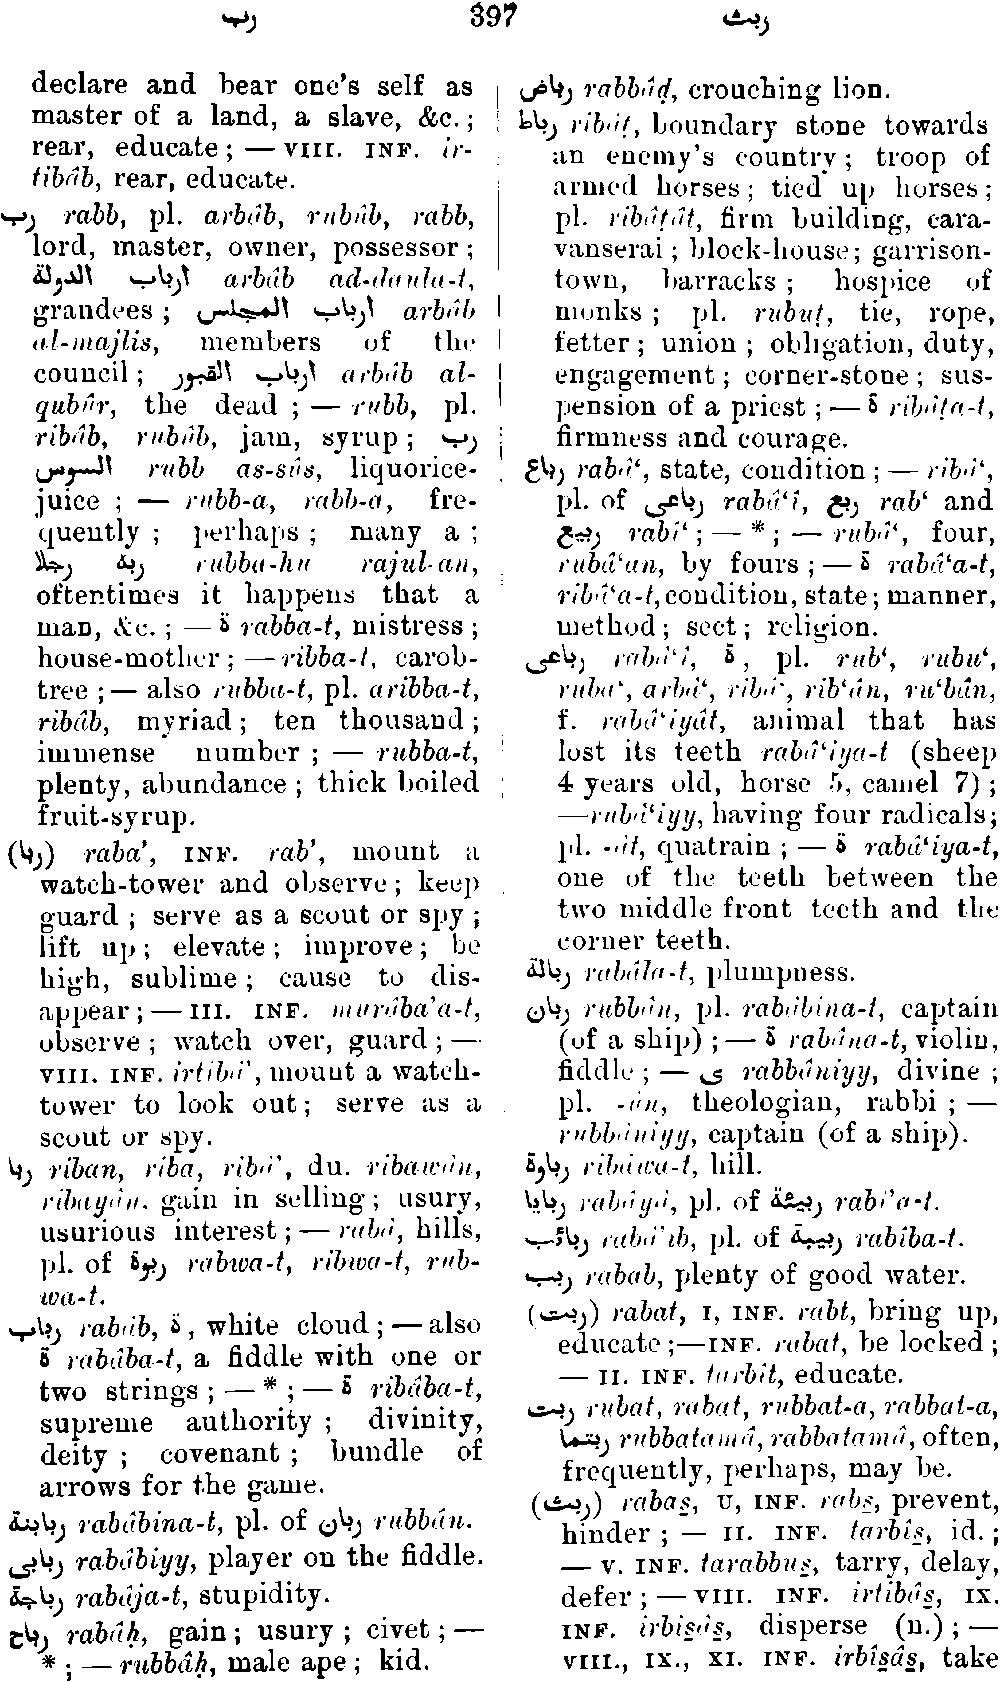 رب 397 ربث
declare and bear one's self as
master of a land, a slave, &c.;
rear, educate; — VIII. INF. ir-
tibâb, rear, educate.
رب rabb, pl. arbâb, rubûb, rabb,
lord, master, owner, possessor;
ارباب الدولة arbâb ad-daula-t,
grandees; ارباب المجلس arbâb
al-majlis, members of the
council; ارباب القبور arbâb al-
qubûr, the dead; — rubb, pl.
ribâb, rubûb, jam, syrup; رب
السوس rubb as-sûs, liquorice-
juice; — rubb-a, rabb-a, fre-
quently; perhaps; many a;
ربه رجلا rubba-hu rajul-an,
oftentimes it happens that a
man, &c.; — ة rabba-t, mistress;
house-mother; — ribba-t, carob-
tree; — also rubba-t, pl. aribba-t,
ribâb, myriad; ten thousand;
immense number; — rubba-t,
plenty, abundance; thick boiled
fruit-syrup.
(ربا) raba', INF. rab', mount a
watch-tower and observe; keep
guard; serve as a scout or spy;
lift up; elevate; improve; be
high, sublime; cause to dis-
appear; — III. INF. murâba'a-t,
observe; watch over, guard; —
VIII. INF. irtibâ', mount a watch-
tower to look out; serve as a
scout or spy.
ربا riban, riba, ribâ', du. ribawân,
ribayân, gain in selling; usury,
usurious interest; — rubâ, hills,
pl. of ربوة rabwa-t, ribwa-t, rub-
wa-t.
رباب rabâb, ة, white cloud; — also
ة rabâba-t, a fiddle with one or
two strings; — *; — ة ribâba-t,
supreme authority; divinity,
deity; covenant; bundle of
arrows for the game.
ربابنة rabâbina-t, pl. of ربان rubbân.
ربابى rabâbiyy, player on the fiddle.
رباجة rabâja-t, stupidity.
رباح rabâḥ, gain; usury; civet; —
*; — rubbâḥ, male ape; kid.
رباض rabbâḍ, crouching lion.
رباط ribâṭ, boundary stone towards
an enemy's country; troop of
armed horses; tied up horses;
pl. ribâṭât, firm building, cara-
vanserai; block-house; garrison-
town, barracks; hospice of
monks; pl. rubuṭ, tie, rope,
fetter; union; obligation, duty,
engagement; corner-stone; sus-
pension of a priest; — ة ribâṭa-t,
firmness and courage.
رباع rabâ‘, state, condition; — ribâ‘,
pl. of رباعى rabâ‘î, ربع rab‘ and
ربيع rabî‘; — *; — rubâ‘, four,
rubâ‘an, by fours; — ة rabâ‘a-t,
ribâ‘a-t, condition, state; manner,
method; sect; religion.
رباعى rabâ‘î, ة, pl. rub‘, rubu‘,
ruba‘, arbâ‘, ribâ‘, rib‘ân, ru‘bân,
f. rabâ‘iyât, animal that has
lost its teeth rabâ‘iya-t (sheep
4 years old, horse 5, camel 7);
— rubâ‘iyy, having four radicals;
pl. -ât, quatrain; — ة rabâ‘iya-t,
one of the teeth between the
two middle front teeth and the
corner teeth.
ربالة rabâla-t, plumpness.
ربان rubbân, pl. rabâbina-t, captain
(of a ship); — ة rabâna-t, violin,
fiddle; — ى rabbâniyy, divine;
pl. -ûn, theologian, rabbi; —
rubbâniyy, captain (of a ship).
رباوة ribâwa-t, hill.
ربايا rabâyâ, pl. of ربيئة rabî'a-t.
ربائب rabâ'ib, pl. of ربيبة rabîba-t.
ربب rabab, plenty of good water.
(ربت) rabat, I, INF. rabt, bring up,
educate; — INF. rabat, be locked;
— II. INF. tarbît, educate.
ربت rubat, rabat, rubbat-a, rabbat-a,
ربتما rubbatamâ, rabbatamâ, often,
frequently, perhaps, may be.
(ربث) rabas̱, U, INF. rabs̱, prevent,
hinder; — II. INF. tarbîs̱, id.;
— V. INF. tarabbus̱, tarry, delay,
defer; — VIII. INF. irtibâs̱, IX.
INF. irbis̱âs̱, disperse (n.); —
VIII., IX., XI. INF. irbîs̱âs̱, take